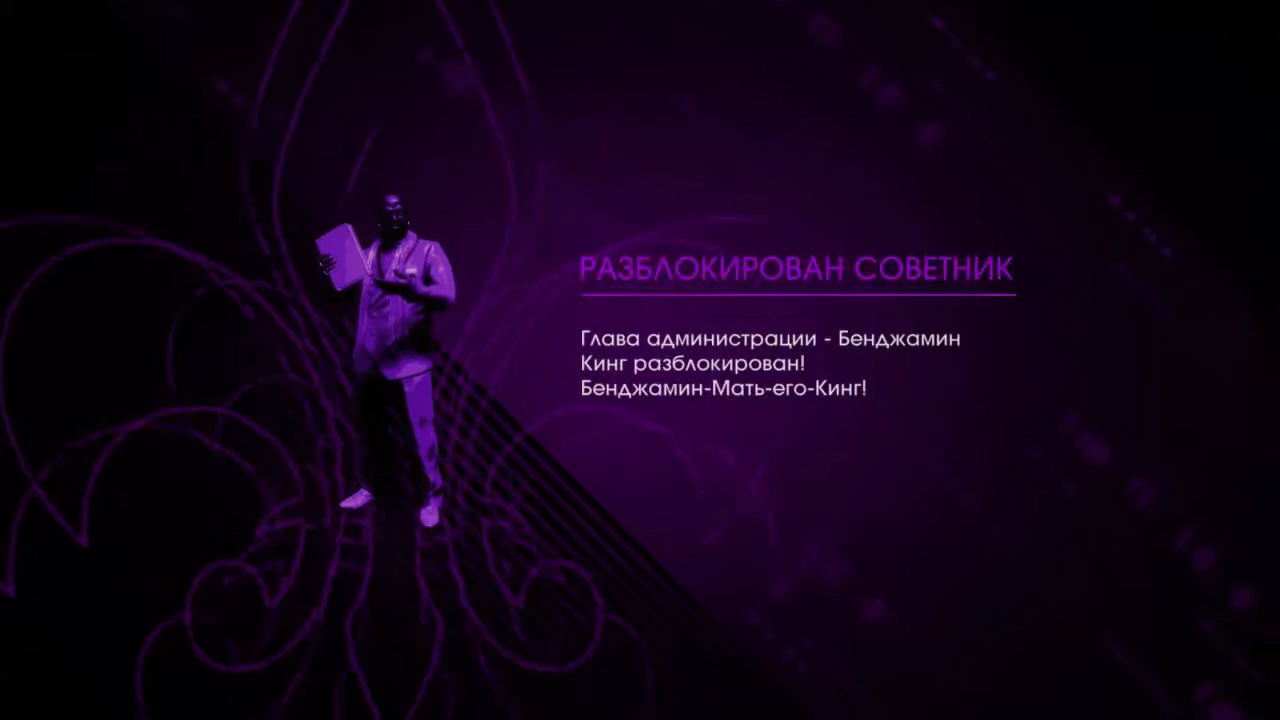 РАЗБЛОКИРОВАН СОВЕТНИК
Глава администрации - Бенджамин
Кинг разблокирован!
Бенджамин-Мать-его-Кинг!